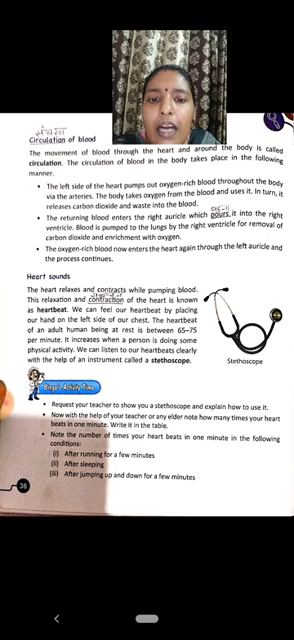 संचरण
Circulation of blood
The movement of blood through the heart and around the body is called
circulation. The circulation of blood in the body takes place in the following
manner.
• The left side of the heart pumps out oxygen-rich blood throughout the body
via the arteries. The body takes oxygen from the blood and uses it. In turn, it
releases carbon dioxide and waste into the blood.
• The returning blood enters the right auricle which pours it into the right
ventricle. Blood is pumped to the lungs by the right ventricle for removal of
carbon dioxide and enrichment with oxygen.
• The oxygen-rich blood now enters the heart again through the left auricle and
the process continues.
Heart sounds
The heart relaxes and contracts while pumping blood.
This relaxation and contraction of the heart is known
as heartbeat. We can feel our heartbeat by placing
our hand on the left side of our chest. The heartbeat
of an adult human being at rest is between 65–75
per minute. It increases when a person is doing some
physical activity. We can listen to our heartbeats clearly
with the help of an instrument called a stethoscope.
Stethoscope
Bingo's Activity Time
• Request your teacher to show you a stethoscope and explain how to use it.
• Now with the help of your teacher or any elder note how many times your heart
beats in one minute. Write it in the table.
• Note the number of times your heart beats in one minute in the following
conditions:
(i) After running for a few minutes
(ii) After sleeping
(iii) After jumping up and down for a few minutes
38